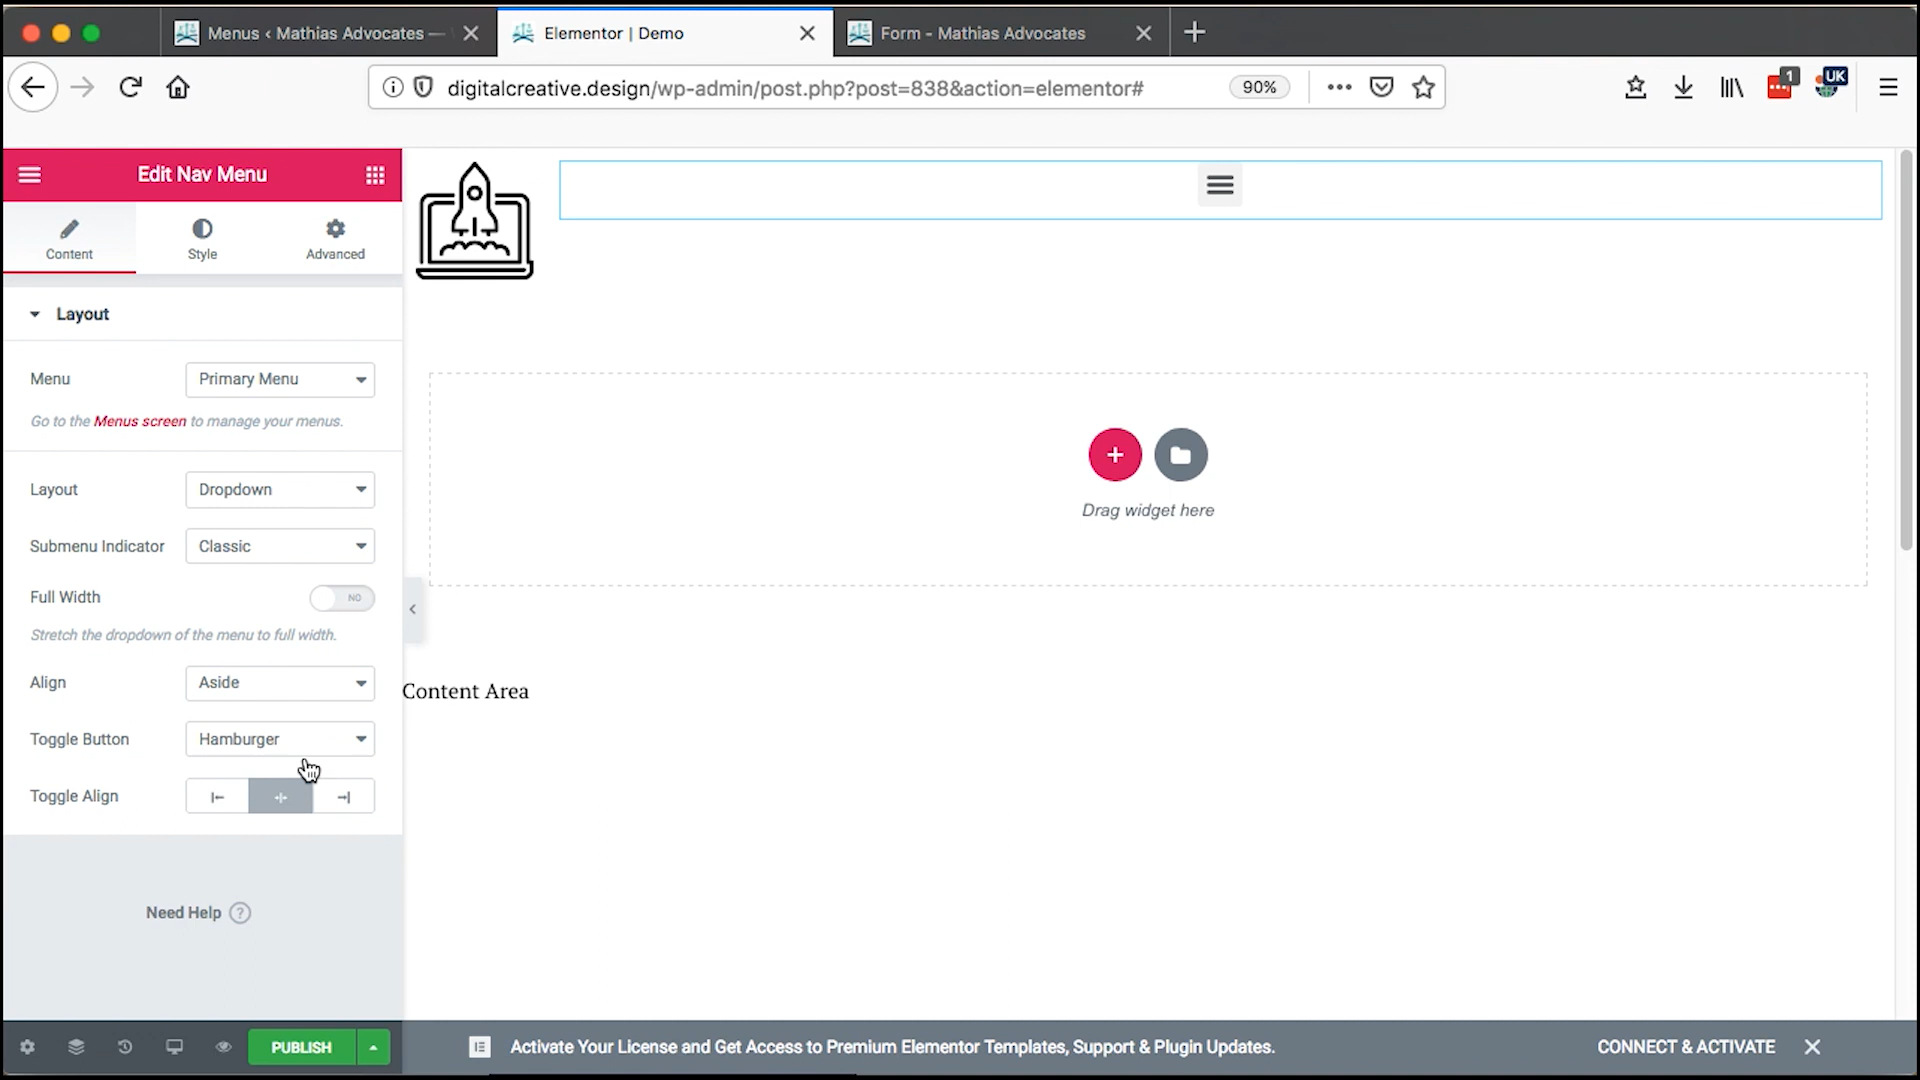 Menus ‹ Mathias Advocates —
Elementor | Demo
Form - Mathias Advocates
digitalcreative.design/wp-admin/post.php?post=838&action=elementor#
90%
1
UK
Edit Nav Menu
Content
Style
Advanced
Layout
Menu
Primary Menu
Go to the Menus screen to manage your menus.
Layout
Dropdown
Submenu Indicator
Classic
Full Width
NO
Stretch the dropdown of the menu to full width.
Align
Aside
Toggle Button
Hamburger
Toggle Align
Need Help
?
PUBLISH
Drag widget here
Content Area
Activate Your License and Get Access to Premium Elementor Templates, Support & Plugin Updates.
CONNECT & ACTIVATE